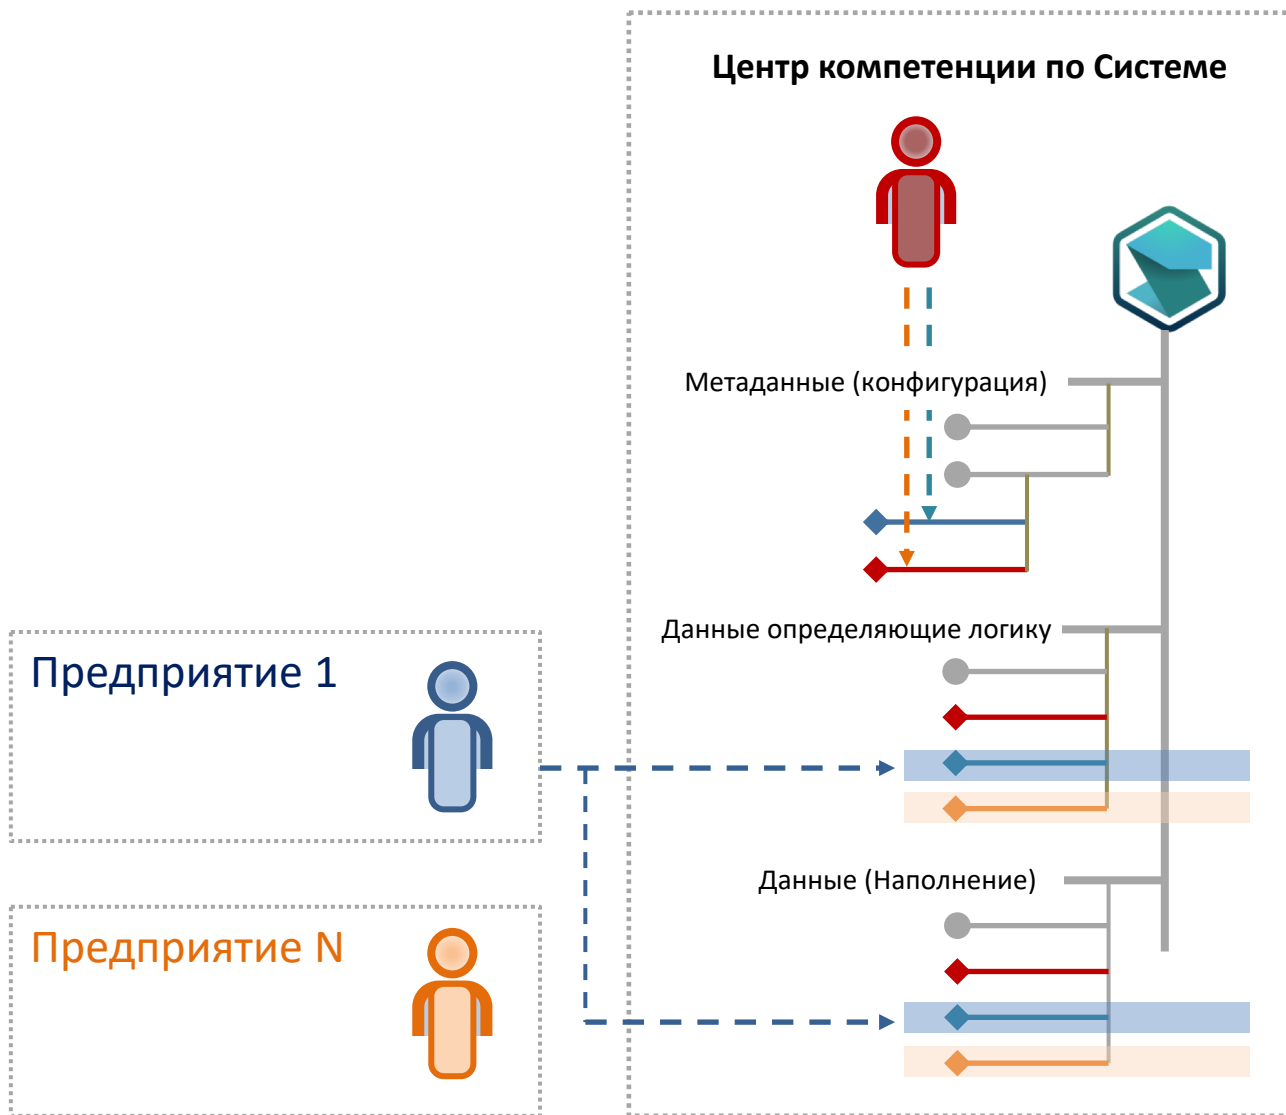 Центр компетенции по Системе
Метаданные (конфигурация)
Данные определяющие логику
Предприятие 1
Данные (Наполнение)
Предприятие N